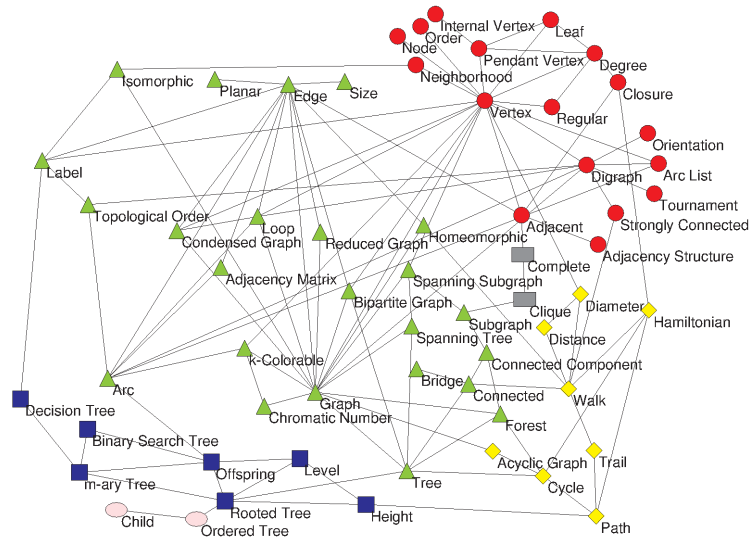 Internal Vertex
Leaf
Order
Node
Pendant Vertex
Degree
Neighborhood
Isomorphic
Planar
Edge
Size
Closure
Vertex
Regular
Orientation
Label
Digraph
Arc List
Tournament
Topological Order
Loop
Adjacent
Strongly Connected
Condensed Graph
Reduced Graph
Homeomorphic
Adjacency Structure
Complete
Adjacency Matrix
Spanning Subgraph
Bipartite Graph
Clique
Diameter
Subgraph
Hamiltonian
Spanning Tree
Distance
k-Colorable
Connected Component
Bridge
Arc
Connected
Walk
Graph
Decision Tree
Chromatic Number
Forest
Binary Search Tree
Acyclic Graph
Trail
Offspring
Level
m-ary Tree
Tree
Cycle
Rooted Tree
Height
Child
Ordered Tree
Path